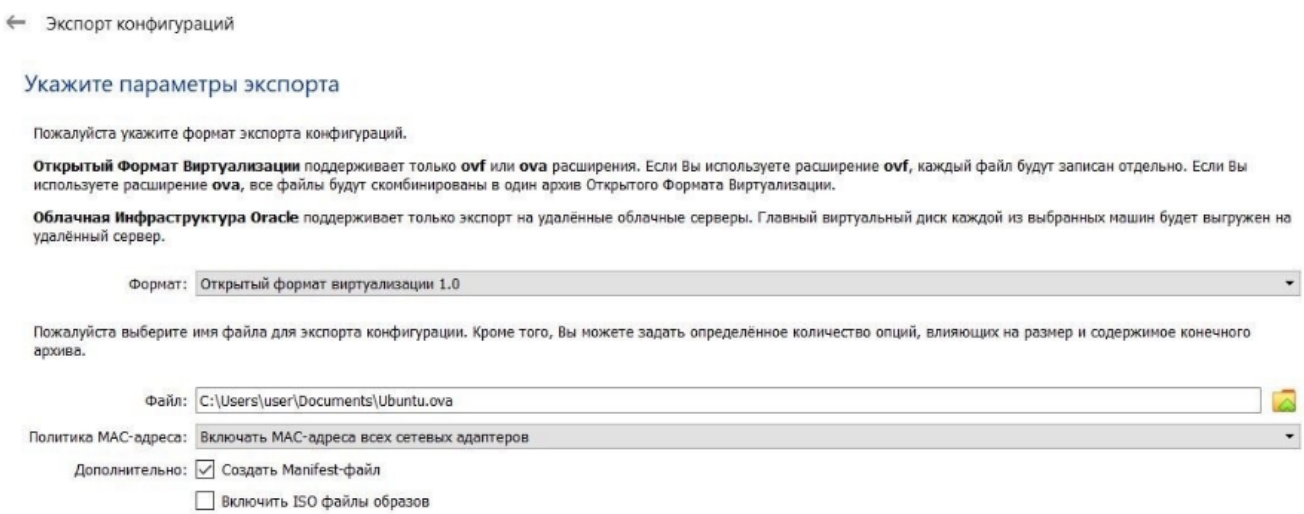 Экспорт конфигураций
Укажите параметры экспорта
Пожалуйста укажите формат экспорта конфигураций.
Открытый Формат Виртуализации поддерживает только ovf или ova расширения. Если Вы используете расширение ovf, каждый файл будут записан отдельно. Если Вы
используете расширение ova, все файлы будут скомбинированы в один архив Открытого Формата Виртуализации.
Облачная Инфраструктура Oracle поддерживает только экспорт на удалённые облачные серверы. Главный виртуальный диск каждой из выбранных машин будет выгружен на
удалённый сервер.
Формат: Открытый формат виртуализации 1.0
Пожалуйста выберите имя файла для экспорта конфигурации. Кроме того, Вы можете задать определённое количество опций, влияющих на размер и содержимое конечного
архива.
Файл: C:\Users\user\Documents\Ubuntu.ova
Политика MAC-адреса: Включать MAC-адреса всех сетевых адаптеров
Дополнительно: Создать Manifest-файл
Включить ISO файлы образов